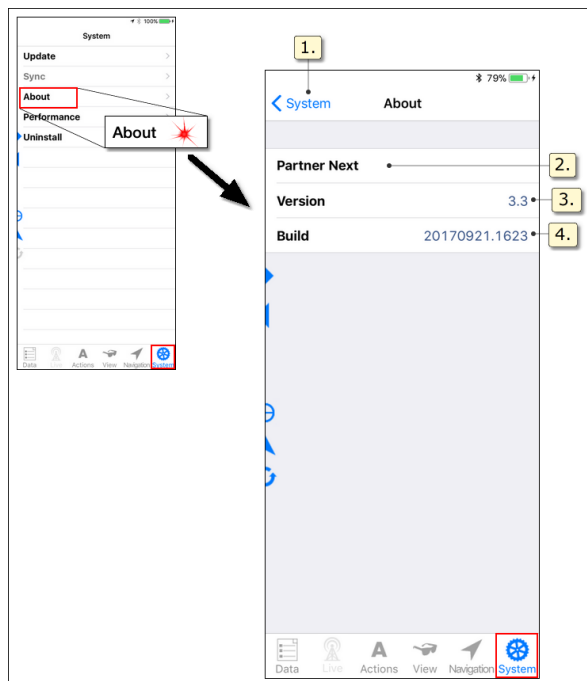 100%
System
Update
Sync
About
Performance
Uninstall
About
Data Live Actions View Navigation System
1.
79%
System About
Partner Next
2.
Version 3.3
3.
Build 20170921.1623
4.
A
Data Live Actions View Navigation System
A